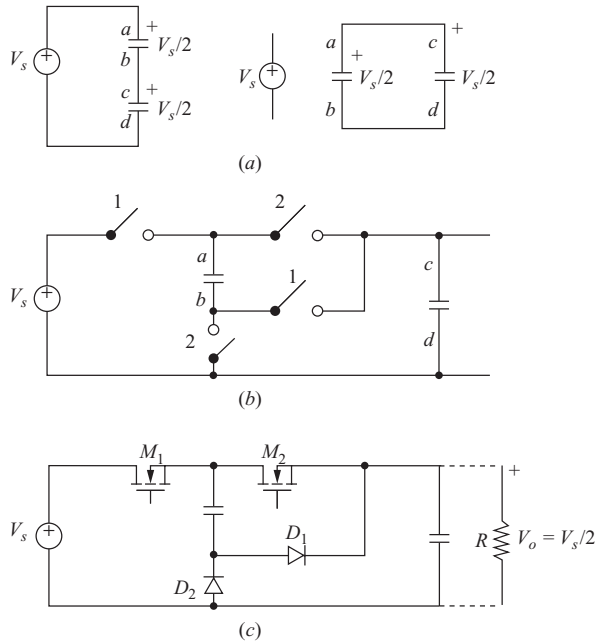 a
+
V_s
V_s/2
b
c
+
V_s/2
d
V_s
+
a
+
V_s/2
b
c
+
V_s/2
d
(a)
1
2
a
b
1
c
V_s
+
2
d
(b)
M_1
M_2
+
V_s
+
D_1
R
V_o = V_s/2
D_2
(c)